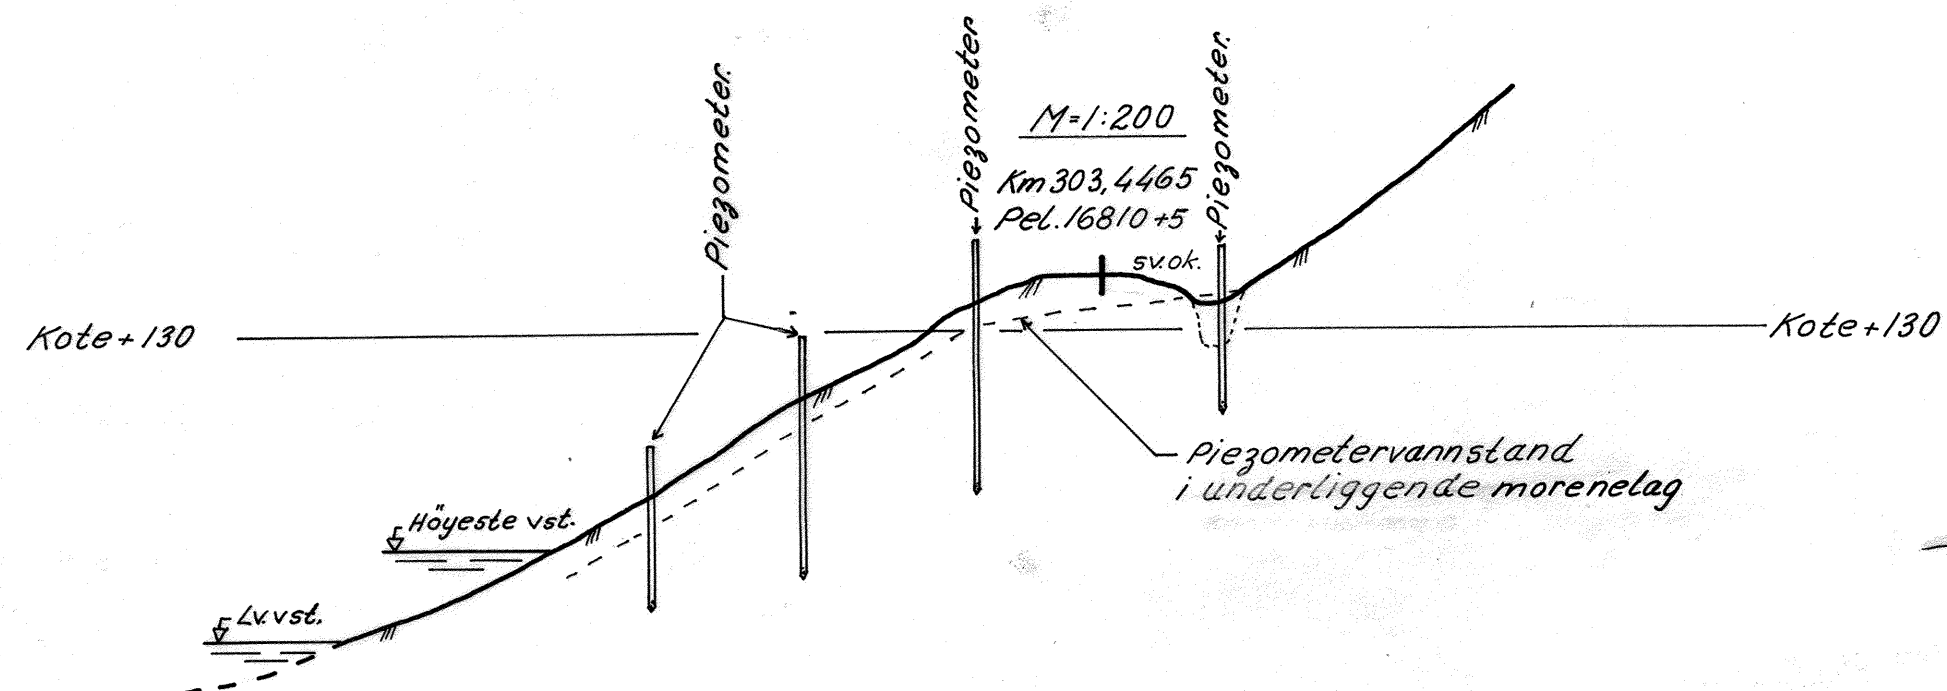 Piezometer.
Piezometer
Piezometer.
M=1:200
Km 303,4465
Pel. 16810+5
sv.ok.
Kote + 130
Kote + 130
Piezometervannstand
i underliggende morenelag
Höyeste vst.
Lv. vst.